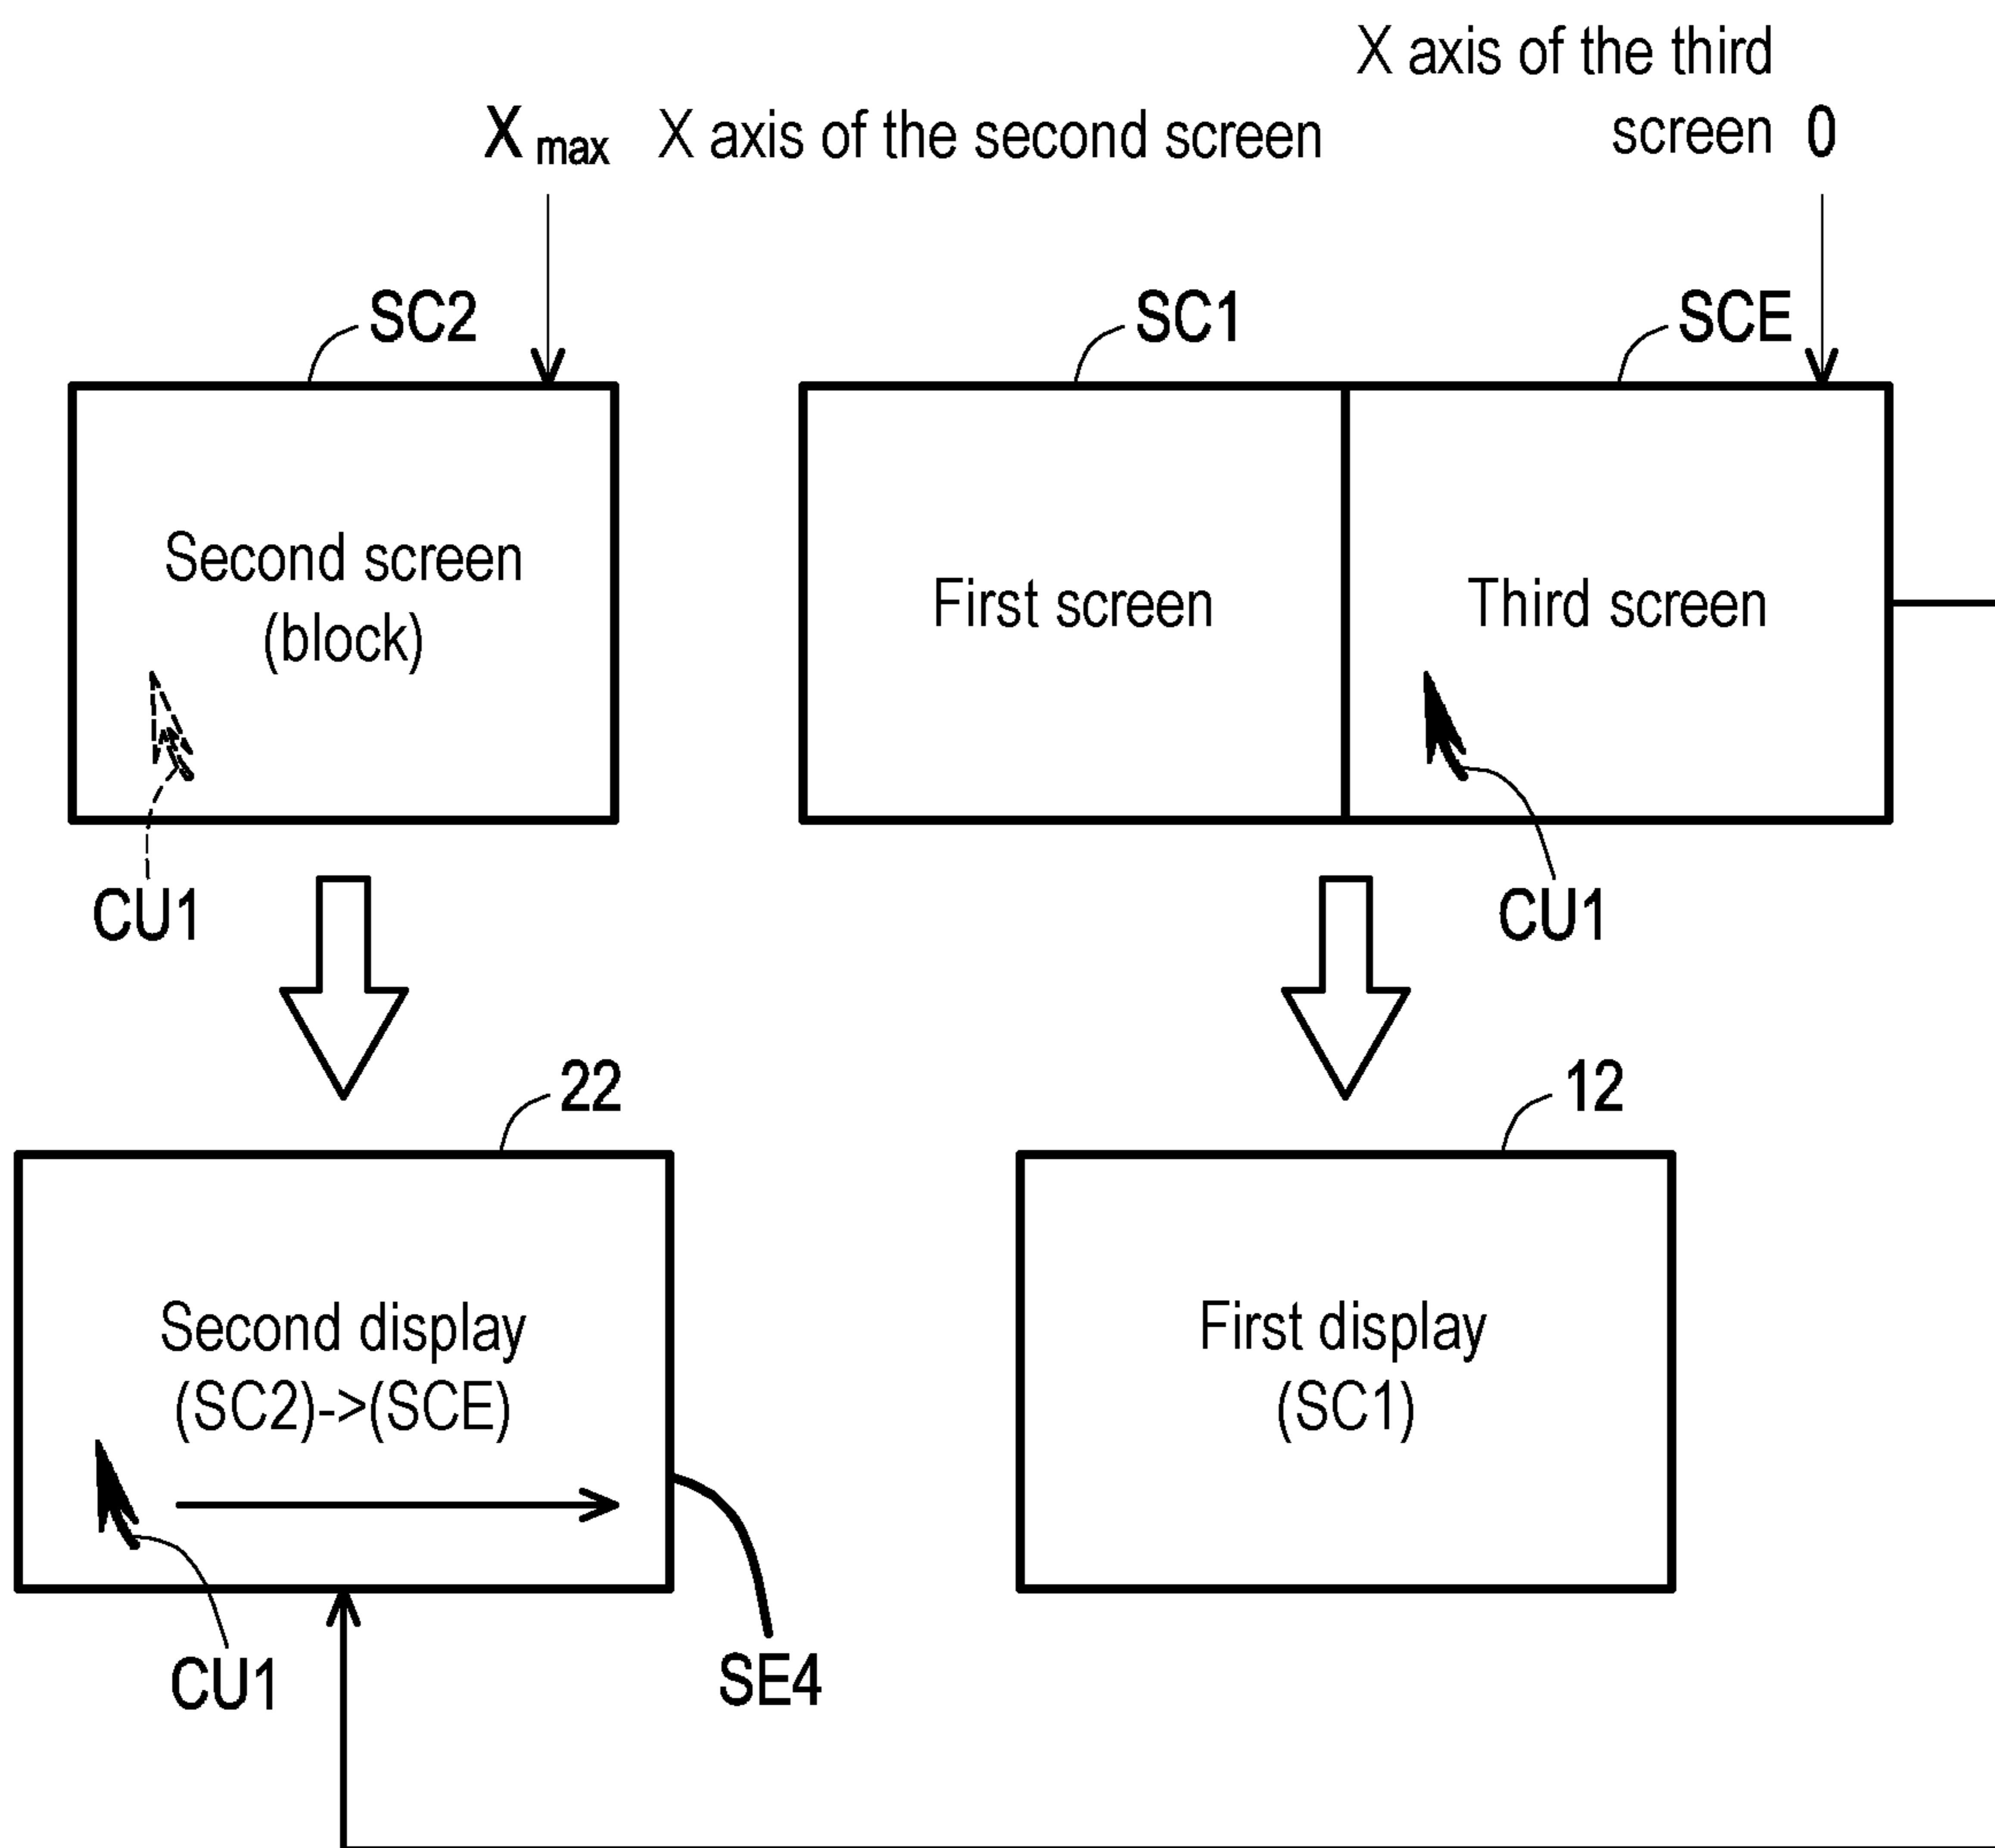 X axis of the third
screen 0
Xmax X axis of the second screen
SC2
SC1
SCE
Second screen
(block)
First screen
Third screen
CU1
CU1
22
12
Second display
(SC2)->(SCE)
First display
(SC1)
CU1
SE4